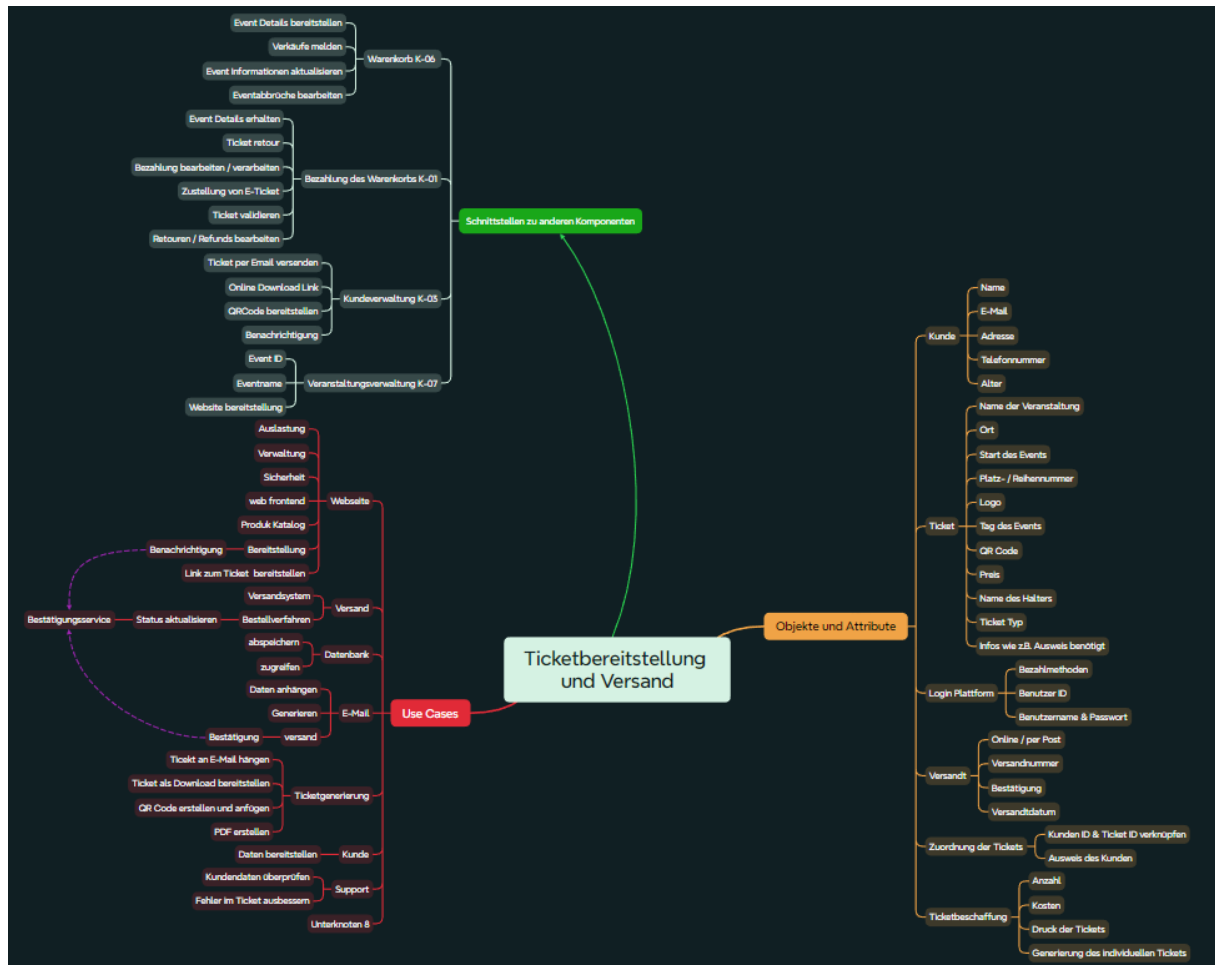 Event Details bereitstellen
Verkäufe melden
Event Informationen aktualisieren
Eventabbrüche bearbeiten
Warenkorb K-06
Event Details erhalten
Ticket retour
Bezahlung bearbeiten / verarbeiten
Zustellung von E-Ticket
Ticket validieren
Retouren / Refunds bearbeiten
Bezahlung des Warenkorbs K-01
Ticket per Email versenden
Online Download Link
QRCode bereitstellen
Benachrichtigung
Kundeverwaltung K-03
Event ID
Eventname
Website bereitstellung
Veranstaltungsverwaltung K-07
Schnittstellen zu anderen Komponenten
Auslastung
Verwaltung
Sicherheit
web frontend
Produk Katalog
Bereitstellung
Benachrichtigung
Link zum Ticket bereitstellen
Webseite
Versandsystem
Bestellverfahren
Status aktualisieren
Bestätigungsservice
Versand
abspeichern
zugreifen
Datenbank
Daten anhängen
Generieren
versand
Bestätigung
E-Mail
Ticekt an E-Mail hängen
Ticket als Download bereitstellen
QR Code erstellen und anfügen
PDF erstellen
Ticketgenerierung
Daten bereitstellen
Kunde
Kundendaten überprüfen
Fehler im Ticket ausbessern
Support
Unterknoten 8
Use Cases
Ticketbereitstellung
und Versand
Objekte und Attribute
Kunde
Name
E-Mail
Adresse
Telefonnummer
Alter
Ticket
Name der Veranstaltung
Ort
Start des Events
Platz- / Reihennummer
Logo
Tag des Events
QR Code
Preis
Name des Halters
Ticket Typ
Infos wie z.B. Ausweis benötigt
Login Plattform
Bezahlmethoden
Benutzer ID
Benutzername & Passwort
Versandt
Online / per Post
Versandnummer
Bestätigung
Versandtdatum
Zuordnung der Tickets
Kunden ID & Ticket ID verknüpfen
Ausweis des Kunden
Ticketbeschaffung
Anzahl
Kosten
Druck der Tickets
Generierung des individuellen Tickets